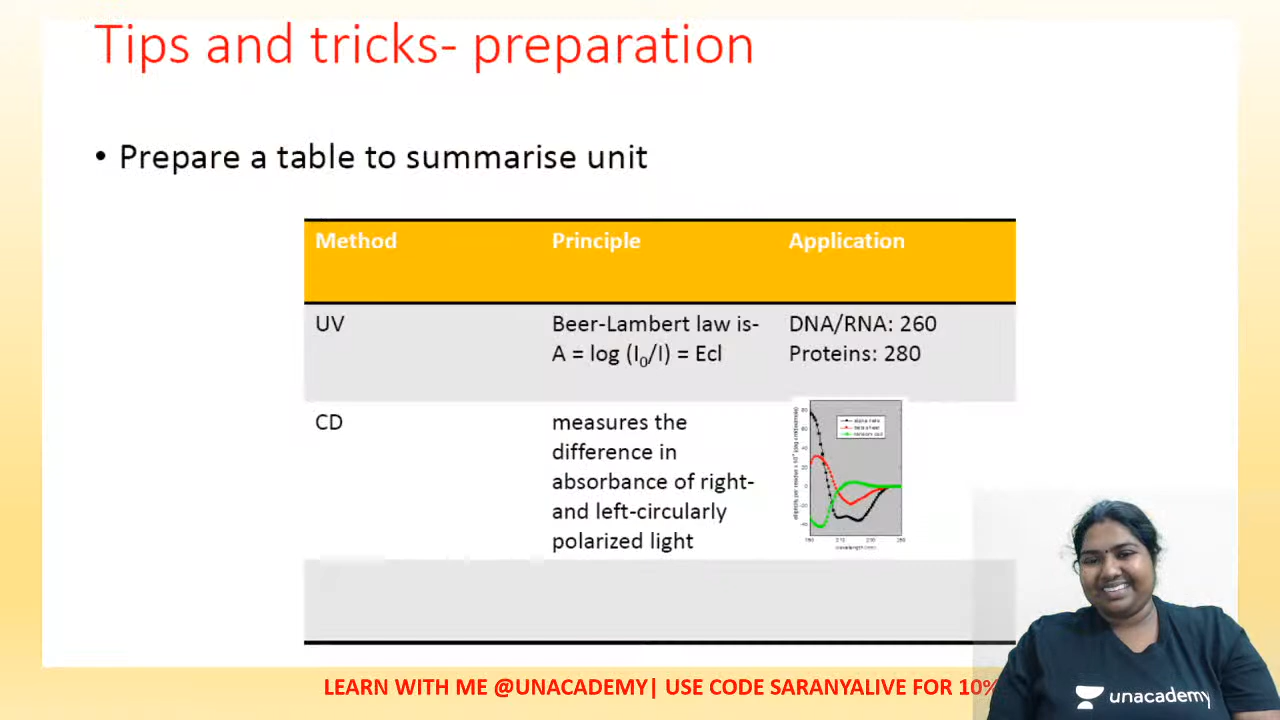 Tips and tricks- preparation
• Prepare a table to summarise unit
Method Principle Application
UV Beer-Lambert law is- DNA/RNA: 260
A = log (I₀/I) = Ecl Proteins: 280
CD measures the
difference in
absorbance of right-
and left-circularly
polarized light
wavelength (nm)
LEARN WITH ME @UNACADEMY| USE CODE SARANYALIVE FOR 10%
unacademy